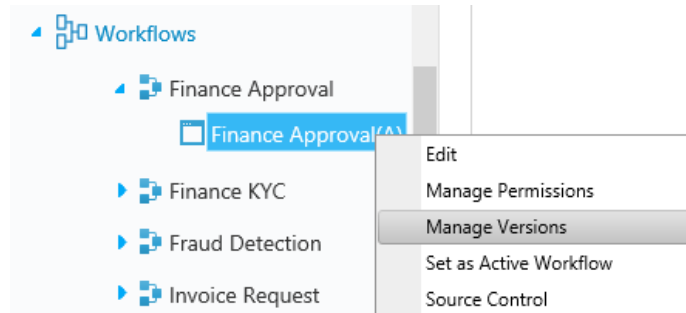 Workflows
Finance Approval
Finance Approval(A)
Edit
Manage Permissions
Finance KYC
Manage Versions
Fraud Detection
Set as Active Workflow
Invoice Request
Source Control